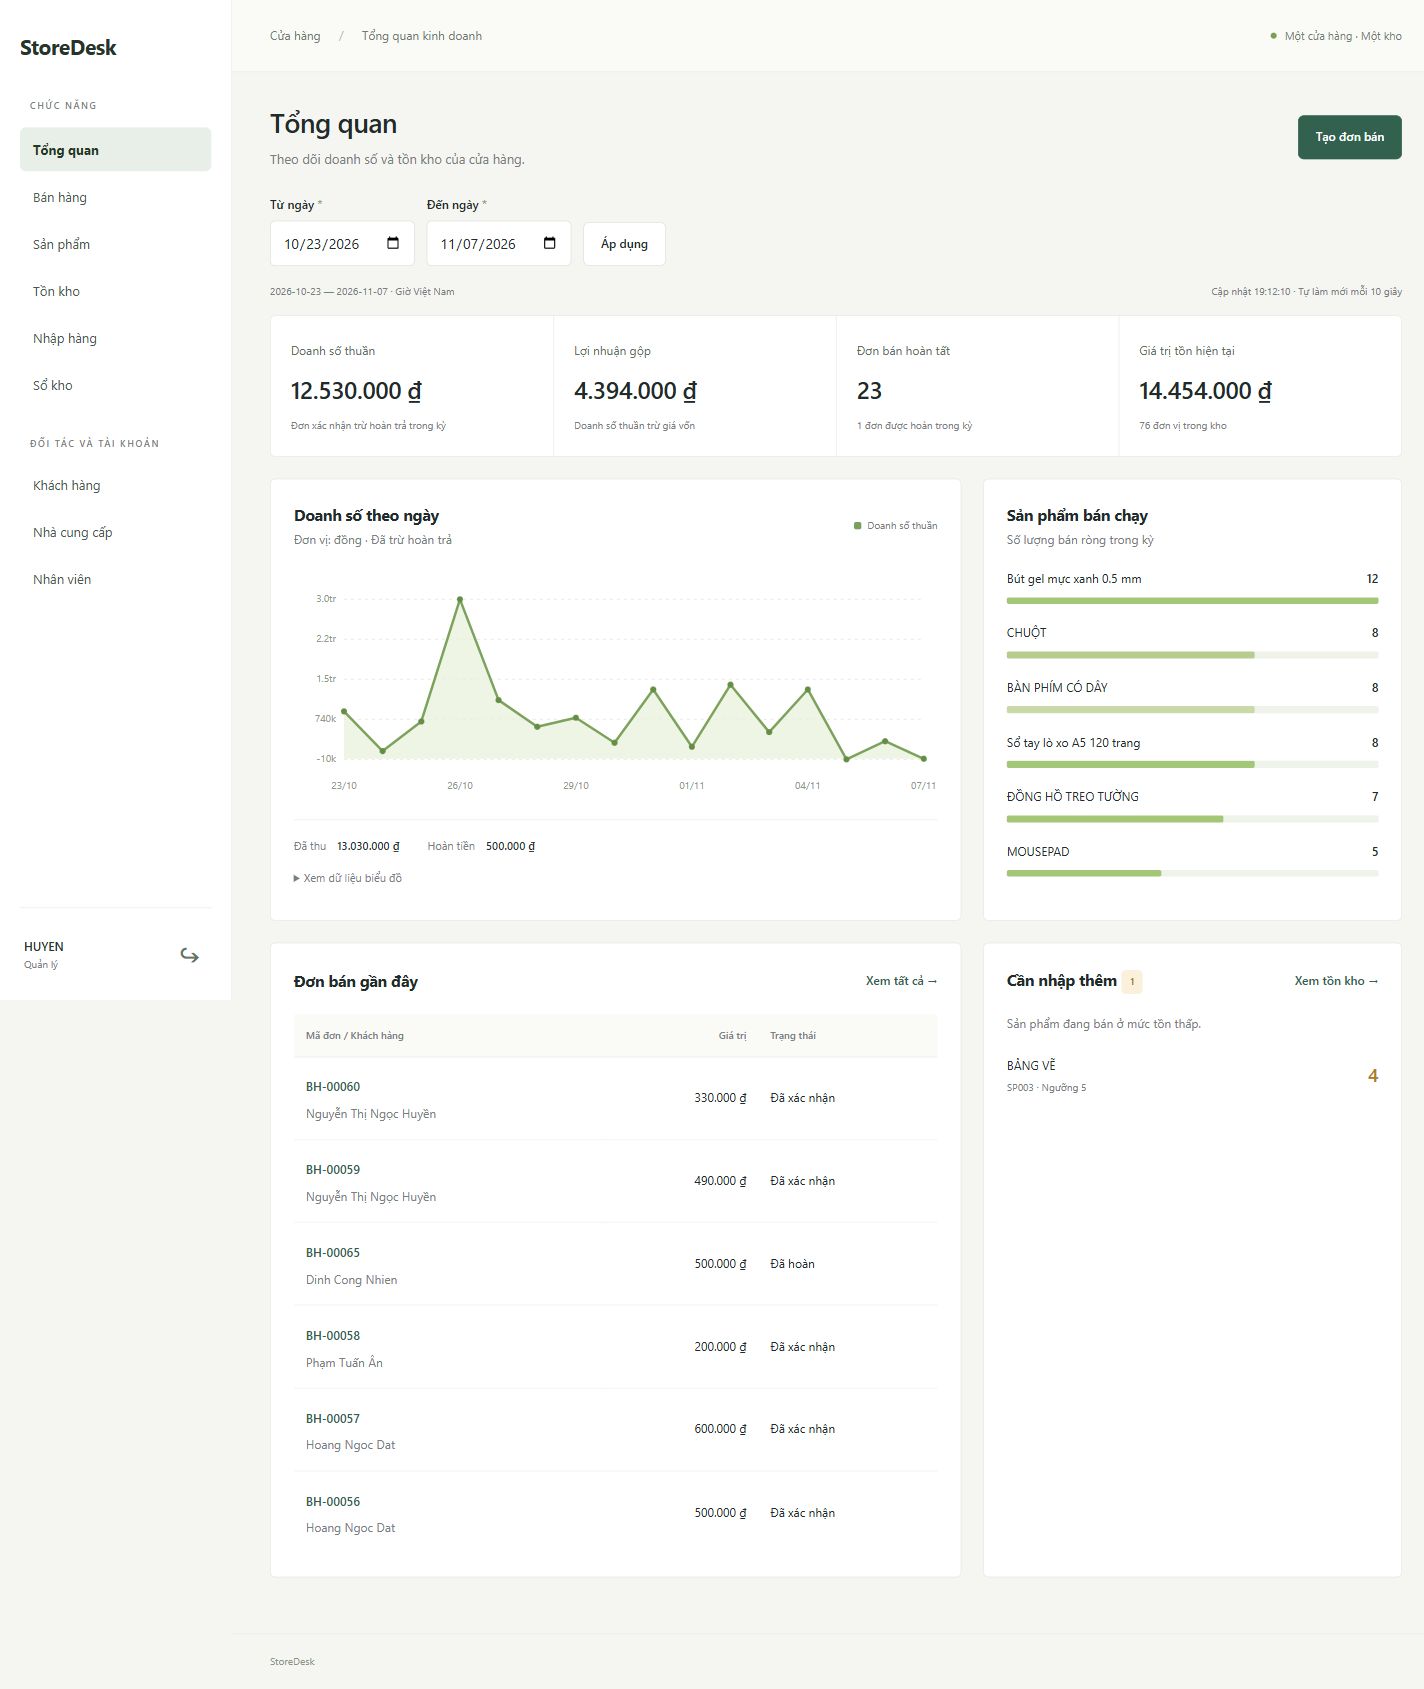 StoreDesk
CHỨC NĂNG
Tổng quan
Bán hàng
Sản phẩm
Tồn kho
Nhập hàng
Sổ kho
ĐỐI TÁC VÀ TÀI KHOẢN
Khách hàng
Nhà cung cấp
Nhân viên
HUYEN
Quản lý
Cửa hàng / Tổng quan kinh doanh
Một cửa hàng · Một kho
Tổng quan
Theo dõi doanh số và tồn kho của cửa hàng.
Tạo đơn bán
Từ ngày * Đến ngày *
10/23/2026 11/07/2026 Áp dụng
2026-10-23 — 2026-11-07 · Giờ Việt Nam
Cập nhật 19:12:10 · Tự làm mới mỗi 10 giây
Doanh số thuần
12.530.000 ₫
Đơn xác nhận trừ hoàn trả trong kỳ
Lợi nhuận gộp
4.394.000 ₫
Doanh số thuần trừ giá vốn
Đơn bán hoàn tất
23
1 đơn được hoàn trong kỳ
Giá trị tồn hiện tại
14.454.000 ₫
76 đơn vị trong kho
Doanh số theo ngày
Đơn vị: đồng · Đã trừ hoàn trả
Doanh số thuần
3.0tr
2.2tr
1.5tr
740k
-10k
23/10 26/10 29/10 01/11 04/11 07/11
Đã thu 13.030.000 ₫ Hoàn tiền 500.000 ₫
▶ Xem dữ liệu biểu đồ
Sản phẩm bán chạy
Số lượng bán ròng trong kỳ
Bút gel mực xanh 0.5 mm 12
CHUỘT 8
BÀN PHÍM CÓ DÂY 8
Sổ tay lò xo A5 120 trang 8
ĐỒNG HỒ TREO TƯỜNG 7
MOUSEPAD 5
Đơn bán gần đây
Xem tất cả →
Mã đơn / Khách hàng Giá trị Trạng thái
BH-00060
Nguyễn Thị Ngọc Huyền
330.000 ₫ Đã xác nhận
BH-00059
Nguyễn Thị Ngọc Huyền
490.000 ₫ Đã xác nhận
BH-00065
Dinh Cong Nhien
500.000 ₫ Đã hoàn
BH-00058
Phạm Tuấn Ân
200.000 ₫ Đã xác nhận
BH-00057
Hoang Ngoc Dat
600.000 ₫ Đã xác nhận
BH-00056
Hoang Ngoc Dat
500.000 ₫ Đã xác nhận
Cần nhập thêm 1
Xem tồn kho →
Sản phẩm đang bán ở mức tồn thấp.
BẢNG VẼ
SP003 · Ngưỡng 5
4
StoreDesk